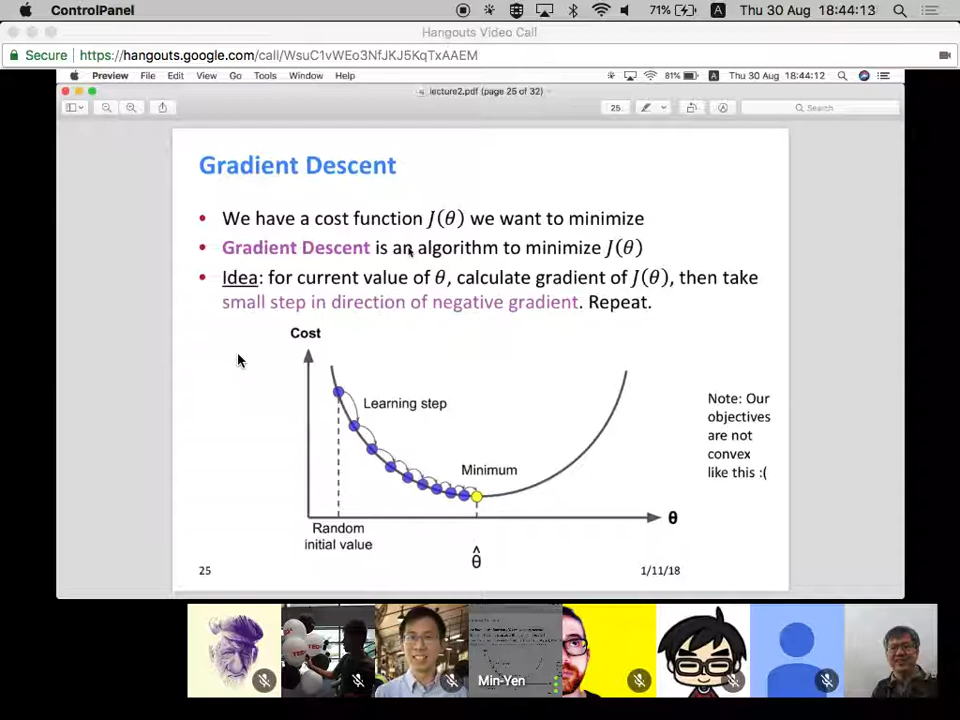 ControlPanel 71% A Thu 30 Aug 18:44:13
Hangouts Video Call
Secure https://hangouts.google.com/call/WsuC1vWEo3NfJKJ5KqTxAAEM
Preview File Edit View Go Tools Window Help 81% A Thu 30 Aug 18:44:12
lecture2.pdf (page 25 of 32)
25 Search
Gradient Descent
• We have a cost function J(θ) we want to minimize
• Gradient Descent is an algorithm to minimize J(θ)
• Idea: for current value of θ, calculate gradient of J(θ), then take
small step in direction of negative gradient. Repeat.
Cost
Learning step
Minimum
Note: Our
objectives
are not
convex
like this :(
θ
Random
initial value
θ̂
25
1/11/18
TED
Min-Yen